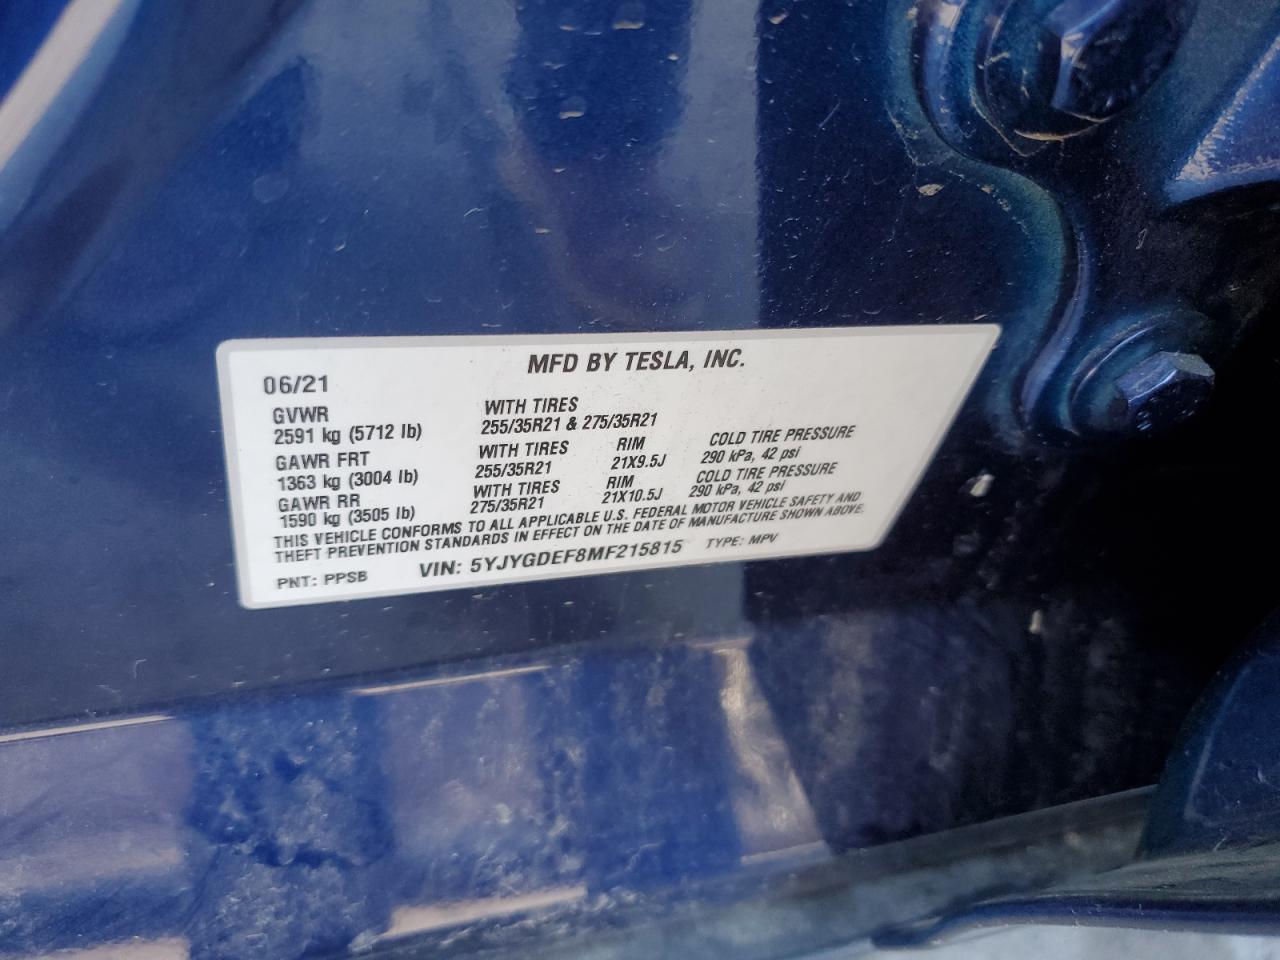 MFD BY TESLA, INC.
06/21
GVWR WITH TIRES
2591 kg (5712 lb) 255/35R21 & 275/35R21
GAWR FRT WITH TIRES RIM COLD TIRE PRESSURE
1363 kg (3004 lb) 255/35R21 21X9.5J 290 kPa, 42 psi
GAWR RR WITH TIRES RIM COLD TIRE PRESSURE
1590 kg (3505 lb) 275/35R21 21X10.5J 290 kPa, 42 psi
THIS VEHICLE CONFORMS TO ALL APPLICABLE U.S. FEDERAL MOTOR VEHICLE SAFETY AND
THEFT PREVENTION STANDARDS IN EFFECT ON THE DATE OF MANUFACTURE SHOWN ABOVE.
PNT: PPSB VIN: 5YJYGDEF8MF215815 TYPE: MPV